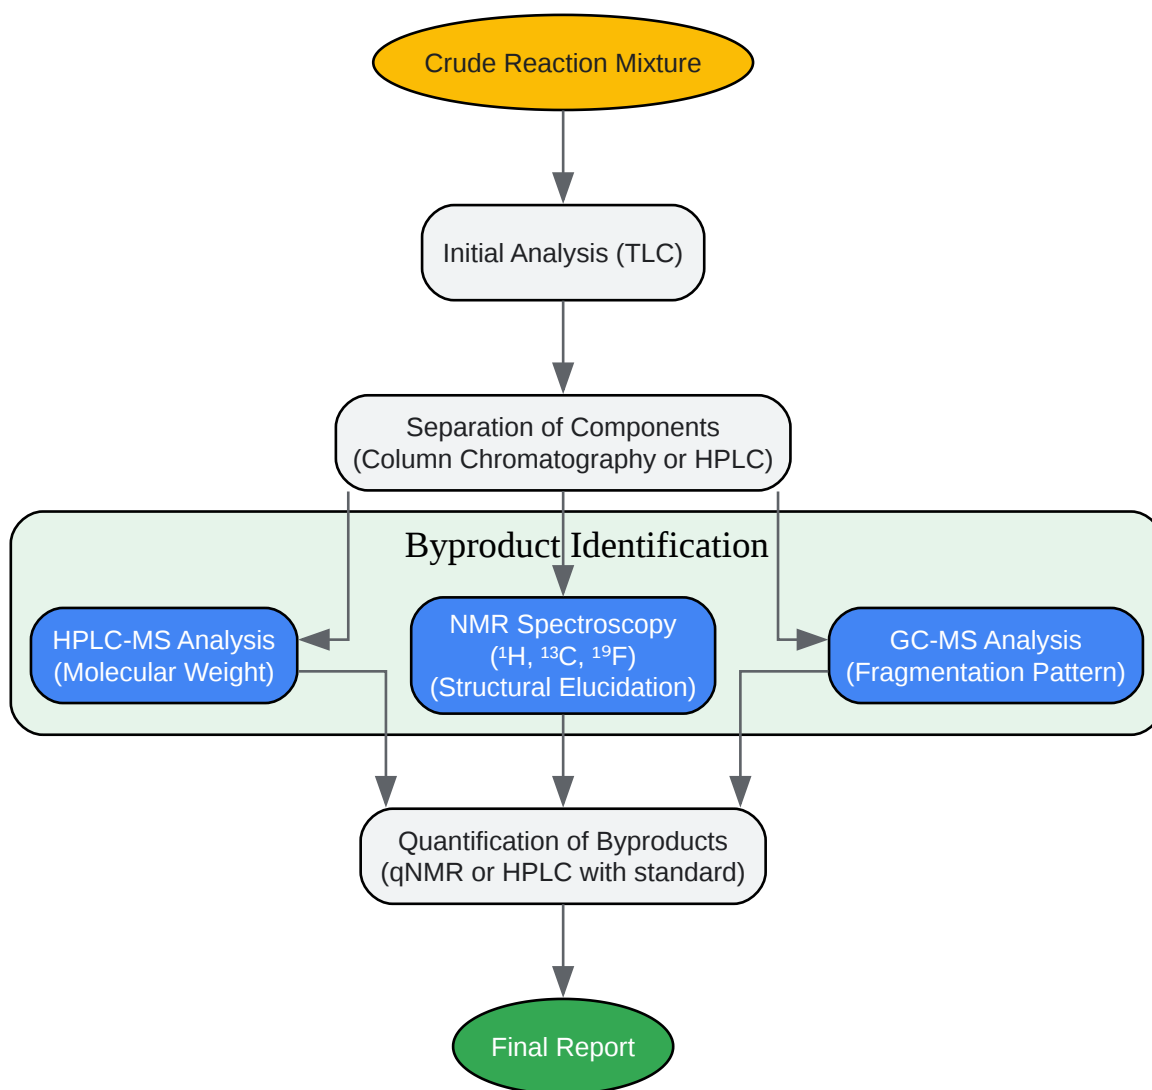 Crude Reaction Mixture
Initial Analysis (TLC)
Separation of Components
(Column Chromatography or HPLC)
Byproduct Identification
HPLC-MS Analysis
(Molecular Weight)
NMR Spectroscopy
(¹H, ¹³C, ¹⁹F)
(Structural Elucidation)
GC-MS Analysis
(Fragmentation Pattern)
Quantification of Byproducts
(qNMR or HPLC with standard)
Final Report